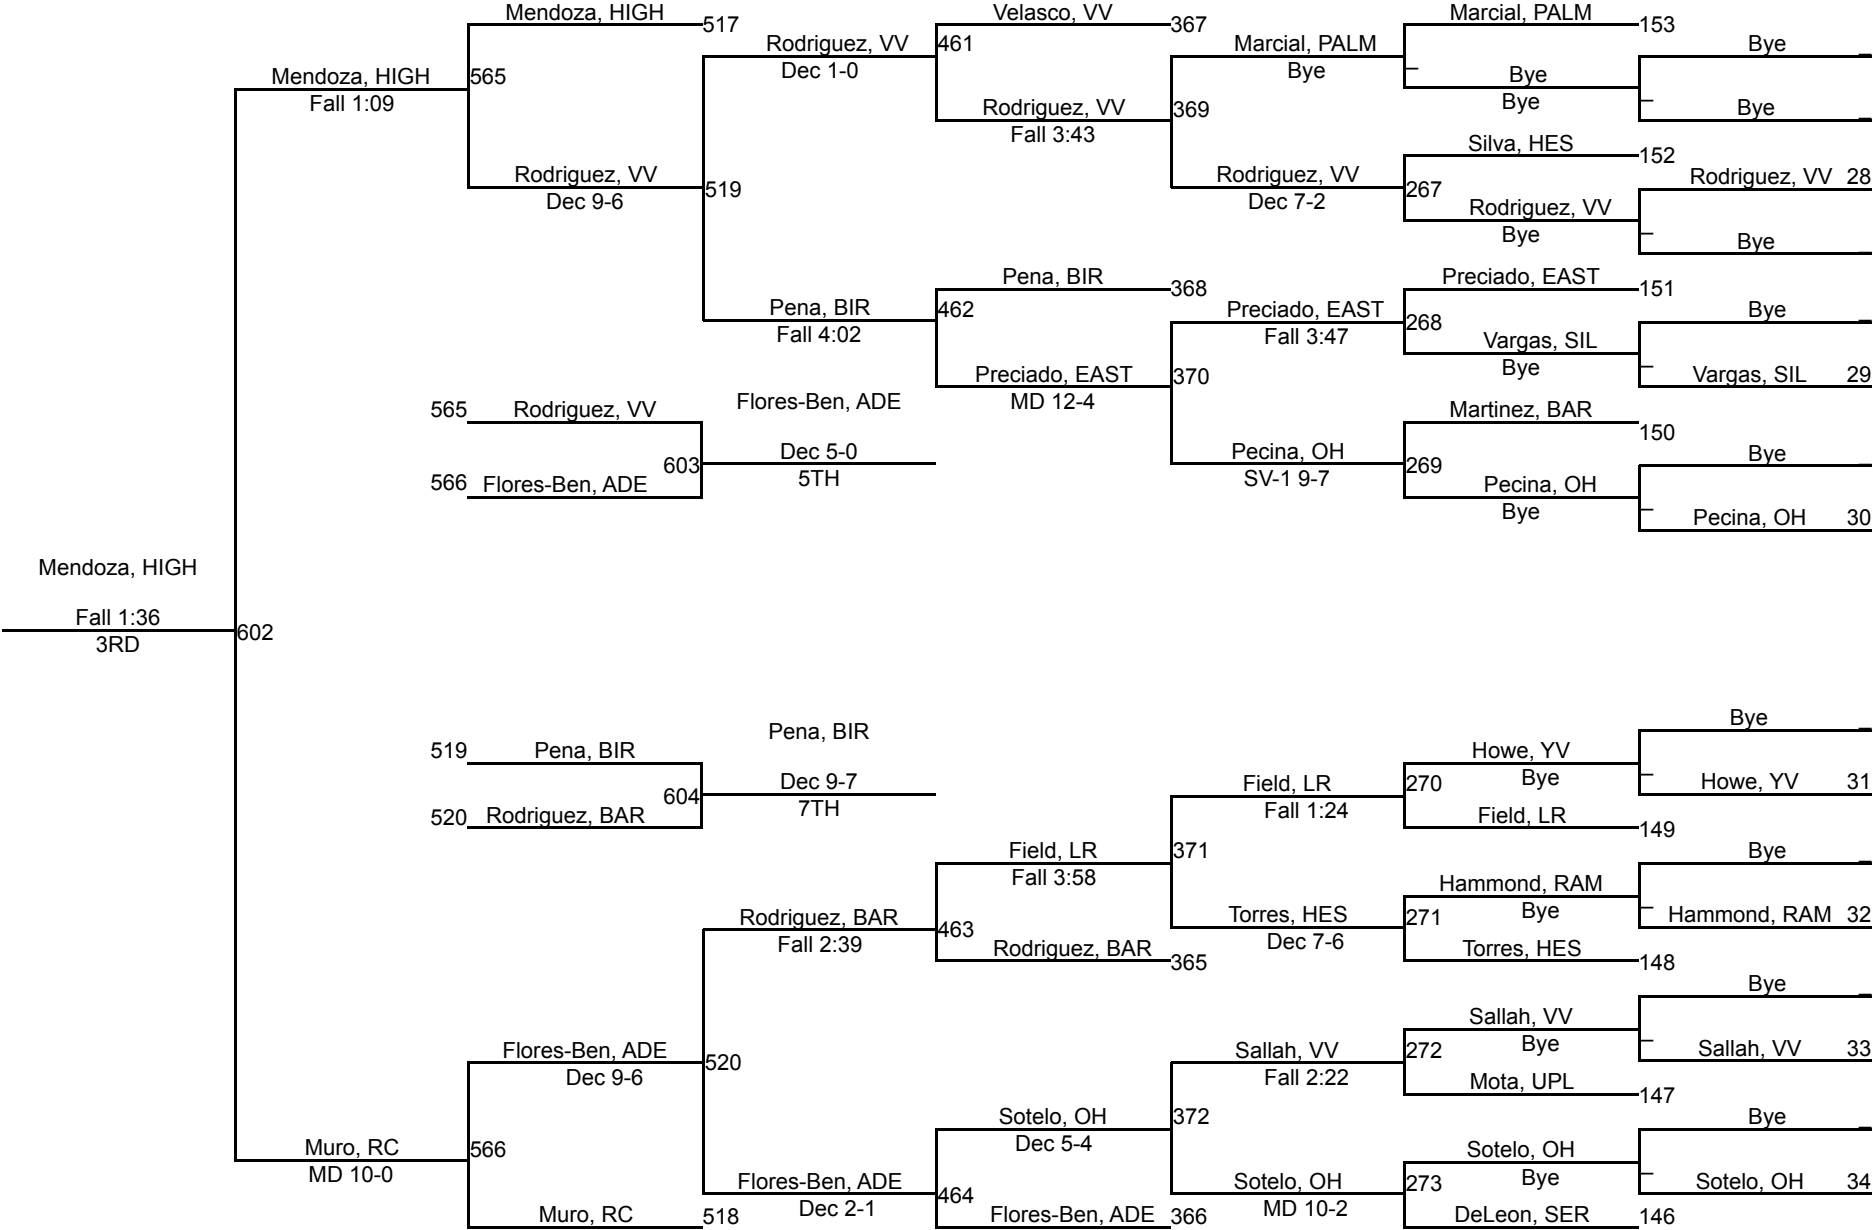 Mendoza, HIGH
517
Velasco, VV
367
Marcial, PALM
153
Rodriguez, VV
461
Dec 1-0
Marcial, PALM
Bye
Bye
Mendoza, HIGH
565
Fall 1:09
Bye
Bye
Rodriguez, VV
369
Fall 3:43
Bye
Silva, HES
152
Rodriguez, VV
519
Dec 9-6
Rodriguez, VV
267
Dec 7-2
Rodriguez, VV 28
Rodriguez, VV
Bye
Bye
Pena, BIR
368
Preciado, EAST
151
Pena, BIR
462
Fall 4:02
Preciado, EAST
268
Fall 3:47
Bye
Vargas, SIL
Bye
Preciado, EAST
370
MD 12-4
Vargas, SIL 29
565 Rodriguez, VV
Flores-Ben, ADE
Martinez, BAR
150
603
Dec 5-0
5TH
Pecina, OH
269
SV-1 9-7
Bye
566 Flores-Ben, ADE
Pecina, OH
Bye
Pecina, OH 30
Mendoza, HIGH
Fall 1:36
3RD
602
Bye
519 Pena, BIR
Pena, BIR
Howe, YV
Bye
604
Dec 9-7
7TH
Field, LR
270
Fall 1:24
Howe, YV 31
520 Rodriguez, BAR
Field, LR
149
Field, LR
371
Fall 3:58
Bye
Hammond, RAM
Bye
Rodriguez, BAR
463
Fall 2:39
Torres, HES
271
Dec 7-6
Hammond, RAM 32
Rodriguez, BAR
365
Torres, HES
148
Bye
Sallah, VV
Bye
Flores-Ben, ADE
520
Dec 9-6
Sallah, VV
272
Fall 2:22
Sallah, VV 33
Mota, UPL
147
Sotelo, OH
372
Dec 5-4
Bye
Muro, RC
566
MD 10-0
Sotelo, OH
Bye
Flores-Ben, ADE
464
Dec 2-1
Sotelo, OH
273
MD 10-2
Sotelo, OH 34
Muro, RC
518
Flores-Ben, ADE
366
DeLeon, SER
146